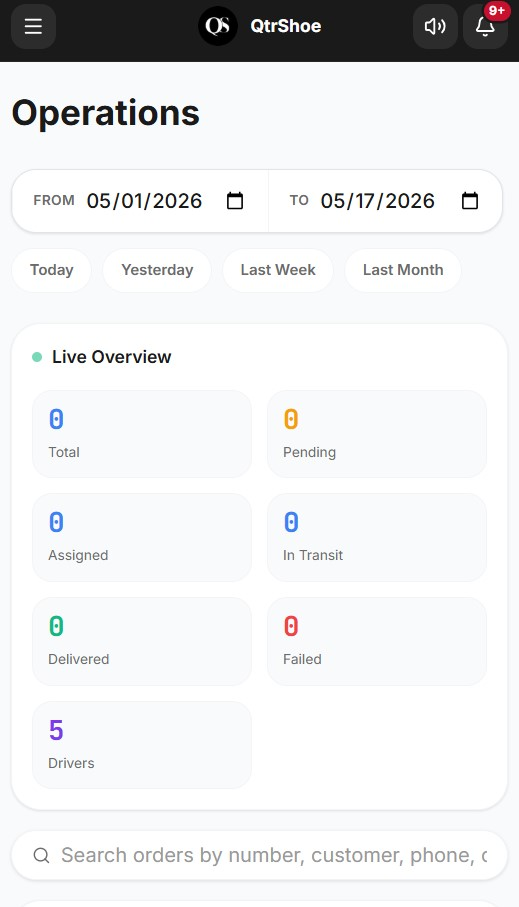 QS QtrShoe 9+
Operations
FROM 05/01/2026 TO 05/17/2026
Today Yesterday Last Week Last Month
Live Overview
0 0
Total Pending
0 0
Assigned In Transit
0 0
Delivered Failed
5
Drivers
Search orders by number, customer, phone,